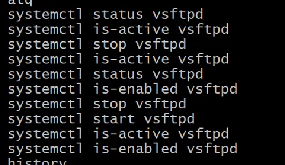 atq
systemctl status vsftpd
systemctl is-active vsftpd
systemctl stop vsftpd
systemctl is-active vsftpd
systemctl status vsftpd
systemctl is-enabled vsftpd
systemctl stop vsftpd
systemctl start vsftpd
systemctl is-active vsftpd
systemctl is-enabled vsftpd
history